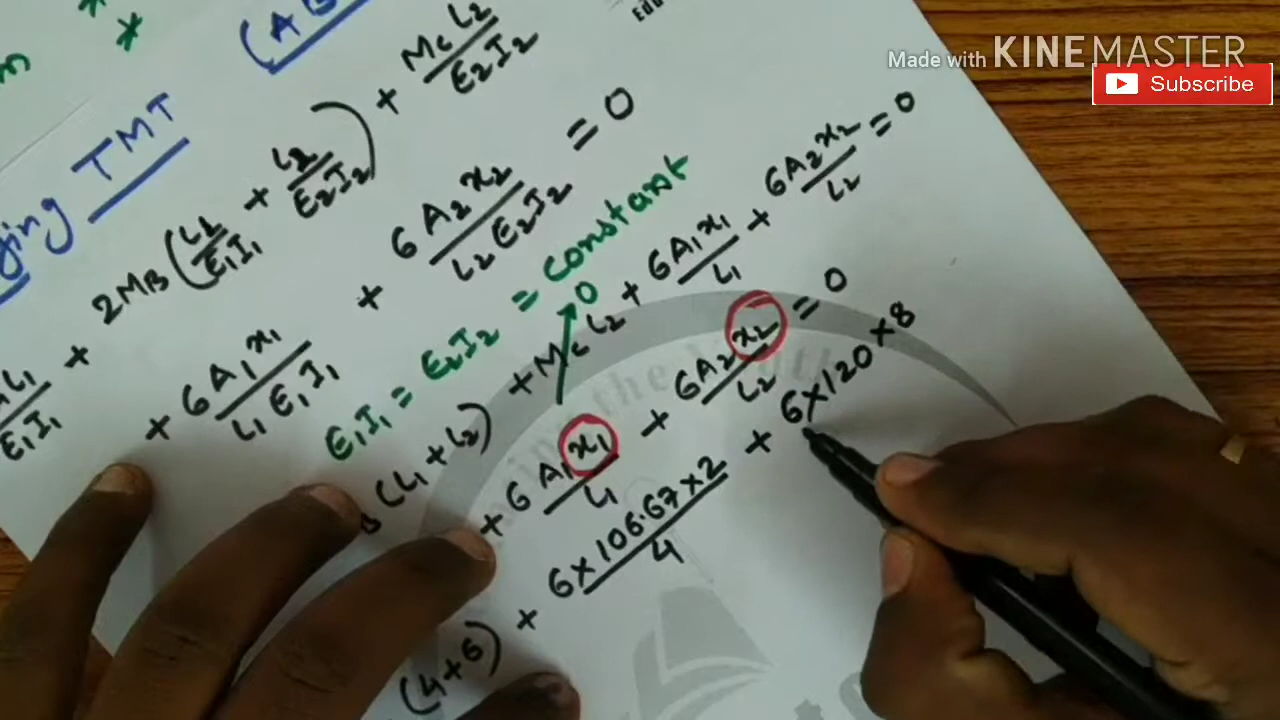 Made with KINEMASTER
Subscribe
TMT
2MB(L2/E1I1 + L2/E2I2) + McL2/E2I2
+ 6A1x1/L1E1I1 + 6A2x2/L2E2I2 = 0
E1I1 = E2I2 = constant
(L1+L2) + McL2 + 6A1x1/L1 + 6A2x2/L2 = 0
0
+ 6A1x1/L1 + 6A2x2/L2 = 0
(4+6) + 6×106.67×2/4 + 6×120×8